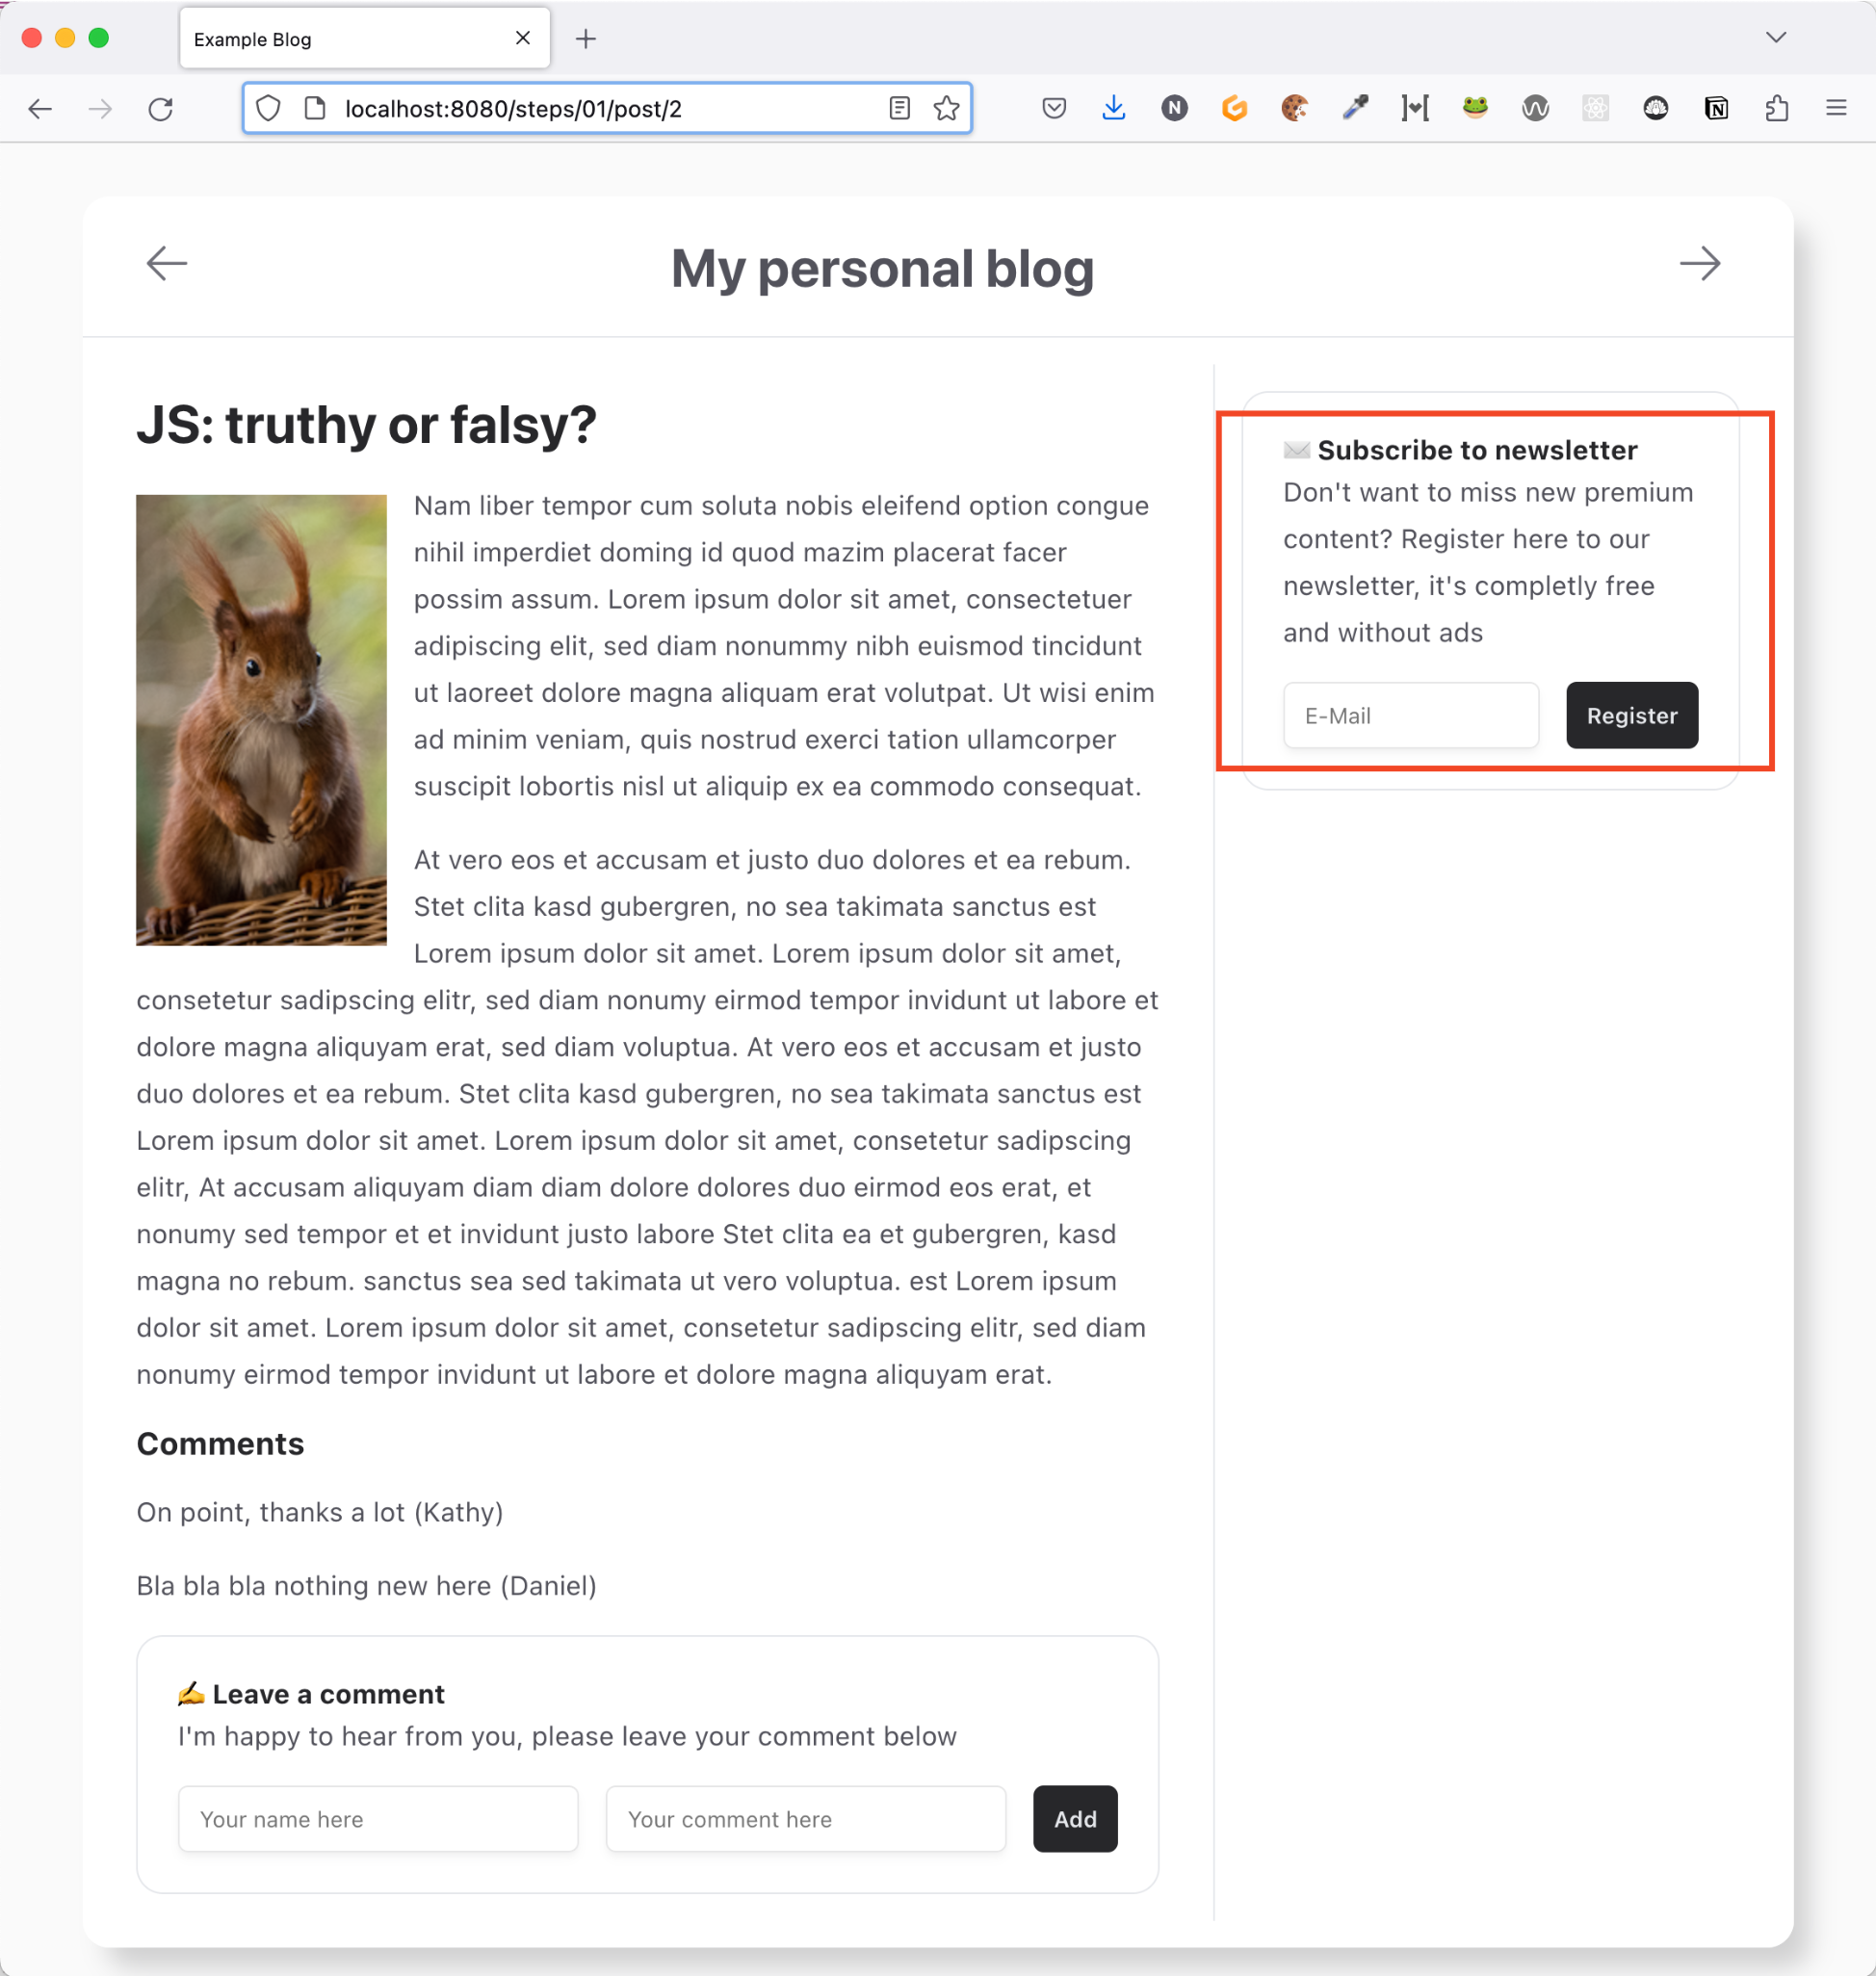 Example Blog
localhost:8080/steps/01/post/2
My personal blog
JS: truthy or falsy?
Nam liber tempor cum soluta nobis eleifend option congue
nihil imperdiet doming id quod mazim placerat facer
possim assum. Lorem ipsum dolor sit amet, consectetuer
adipiscing elit, sed diam nonummy nibh euismod tincidunt
ut laoreet dolore magna aliquam erat volutpat. Ut wisi enim
ad minim veniam, quis nostrud exerci tation ullamcorper
suscipit lobortis nisl ut aliquip ex ea commodo consequat.
At vero eos et accusam et justo duo dolores et ea rebum.
Stet clita kasd gubergren, no sea takimata sanctus est
Lorem ipsum dolor sit amet. Lorem ipsum dolor sit amet,
consetetur sadipscing elitr, sed diam nonumy eirmod tempor invidunt ut labore et
dolore magna aliquyam erat, sed diam voluptua. At vero eos et accusam et justo
duo dolores et ea rebum. Stet clita kasd gubergren, no sea takimata sanctus est
Lorem ipsum dolor sit amet. Lorem ipsum dolor sit amet, consetetur sadipscing
elitr, At accusam aliquyam diam diam dolore dolores duo eirmod eos erat, et
nonumy sed tempor et et invidunt justo labore Stet clita ea et gubergren, kasd
magna no rebum. sanctus sea sed takimata ut vero voluptua. est Lorem ipsum
dolor sit amet. Lorem ipsum dolor sit amet, consetetur sadipscing elitr, sed diam
nonumy eirmod tempor invidunt ut labore et dolore magna aliquyam erat.
Comments
On point, thanks a lot (Kathy)
Bla bla bla nothing new here (Daniel)
✍️ Leave a comment
I'm happy to hear from you, please leave your comment below
Your name here
Your comment here
Add
✉️ Subscribe to newsletter
Don't want to miss new premium
content? Register here to our
newsletter, it's completly free
and without ads
E-Mail
Register